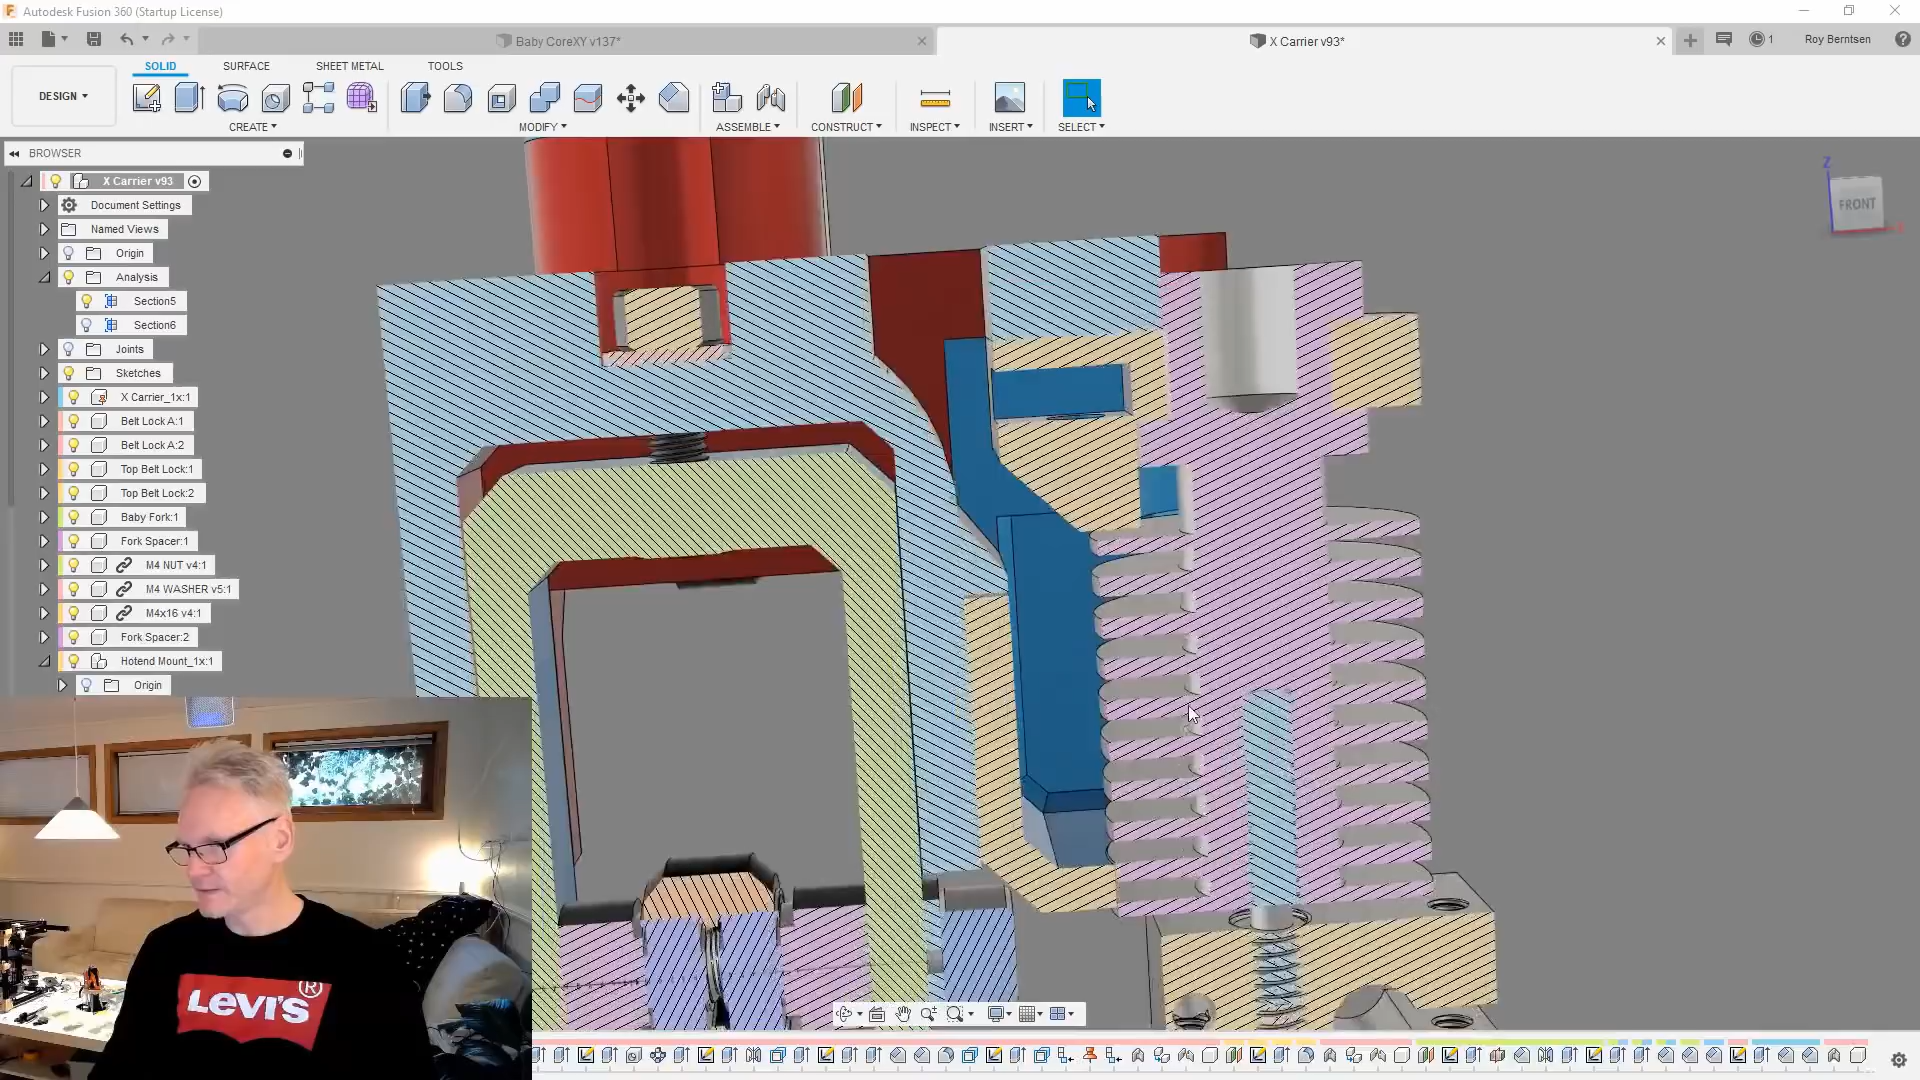 Autodesk Fusion 360 (Startup License)
Baby CoreXY v137*
X Carrier v93*
1
Roy Berntsen
DESIGN
SOLID
SURFACE
SHEET METAL
TOOLS
CREATE
MODIFY
ASSEMBLE
CONSTRUCT
INSPECT
INSERT
SELECT
BROWSER
X Carrier v93
Document Settings
Named Views
Origin
Analysis
Section5
Section6
Joints
Sketches
X Carrier_1x:1
Belt Lock A:1
Belt Lock A:2
Top Belt Lock:1
Top Belt Lock:2
Baby Fork:1
Fork Spacer:1
M4 NUT v4:1
M4 WASHER v5:1
M4x16 v4:1
Fork Spacer:2
Hotend Mount_1x:1
Origin
Z
FRONT
LEVI'S ®